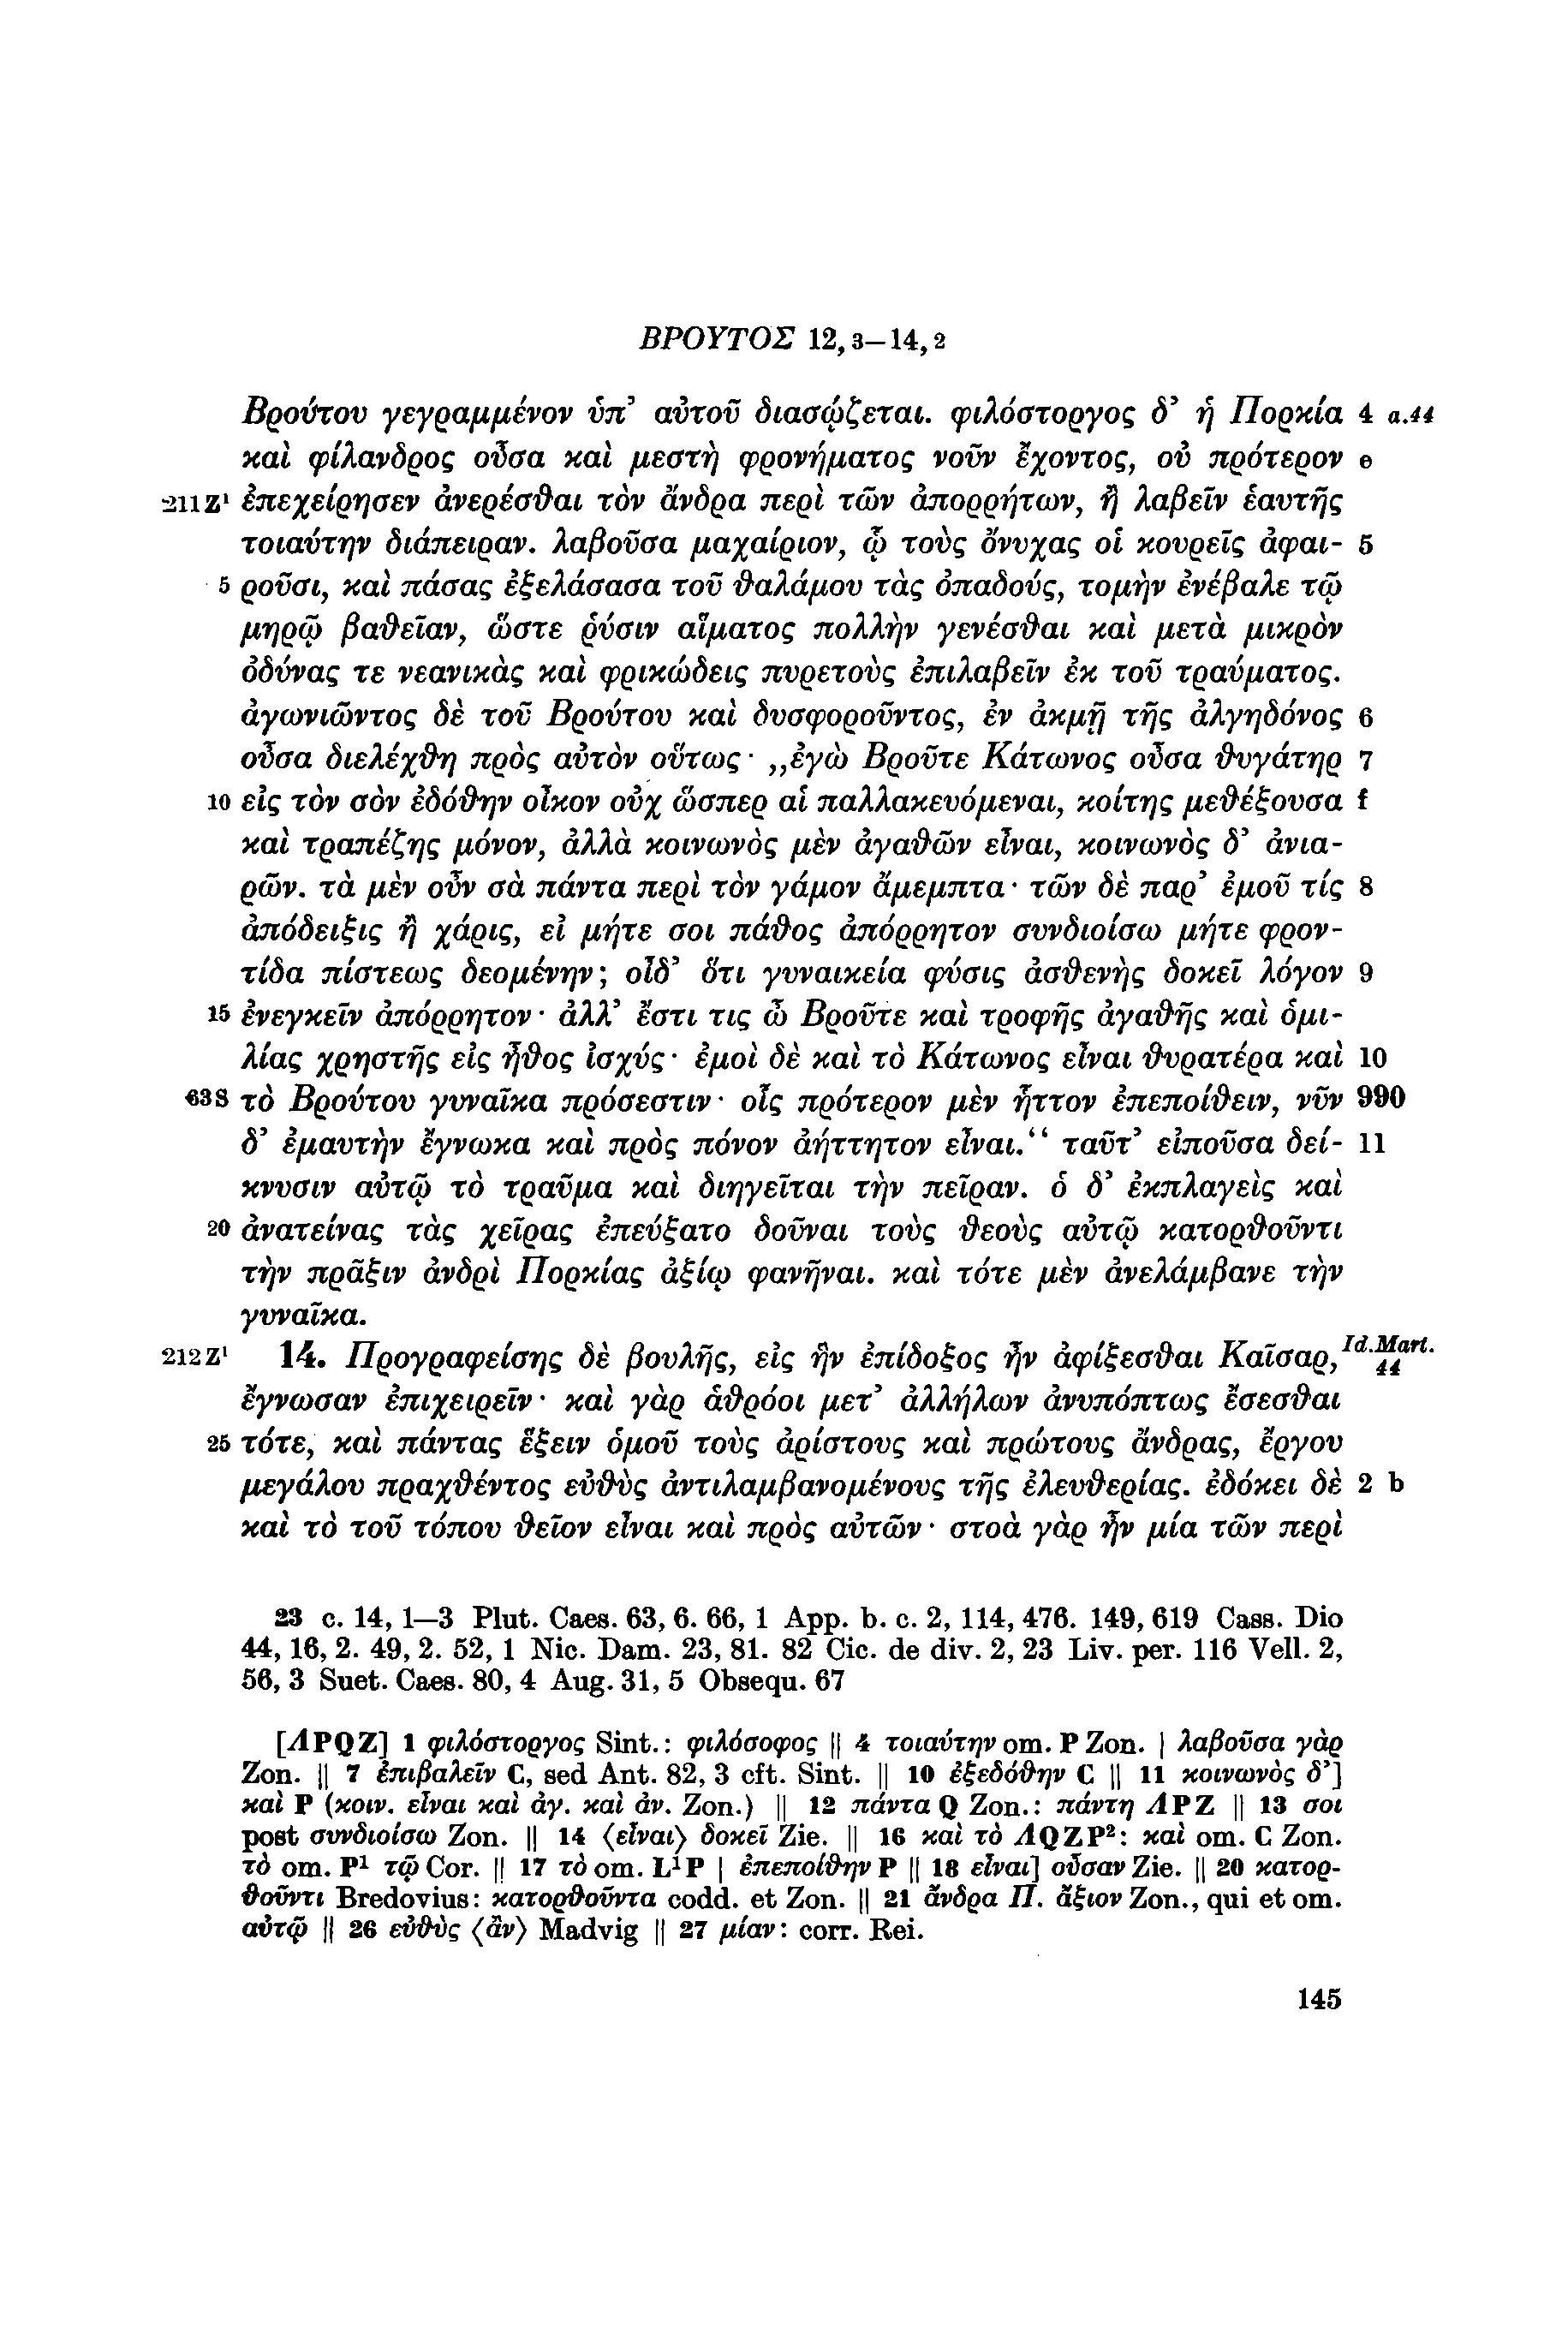 ΒΡΟΥΤΟΣ 12,3–14,2
Βρούτου γεγραμμένον ὑπ’ αὐτοῦ διασῴζεται. φιλόστοργος δ’ ἡ Πορκία 4 a.44
καὶ φίλανδρος οὖσα καὶ μεστὴ φρονήματος νοῦν ἔχοντος, οὐ πρότερον e
211Z¹ ἐπεχείρησεν ἀνερέσθαι τὸν ἄνδρα περὶ τῶν ἀπορρήτων, ἢ λαβεῖν ἑαυτῆς
τοιαύτην διάπειραν. λαβοῦσα μαχαίριον, ᾧ τοὺς ὄνυχας οἱ κουρεῖς ἀφαι- 5
5 ροῦσι, καὶ πάσας ἐξελάσασα τοῦ θαλάμου τὰς ὀπαδούς, τομὴν ἐνέβαλε τῷ
μηρῷ βαθεῖαν, ὥστε ῥύσιν αἵματος πολλὴν γενέσθαι καὶ μετὰ μικρὸν
ὀδύνας τε νεανικὰς καὶ φρικώδεις πυρετοὺς ἐπιλαβεῖν ἐκ τοῦ τραύματος.
ἀγωνιῶντος δὲ τοῦ Βρούτου καὶ δυσφοροῦντος, ἐν ἀκμῇ τῆς ἀλγηδόνος 6
οὖσα διελέχθη πρὸς αὐτὸν οὕτως· „ἐγὼ Βροῦτε Κάτωνος οὖσα θυγάτηρ 7
10 εἰς τὸν σὸν ἐδόθην οἶκον οὐχ ὥσπερ αἱ παλλακευόμεναι, κοίτης μεθέξουσα f
καὶ τραπέζης μόνον, ἀλλὰ κοινωνὸς μὲν ἀγαθῶν εἶναι, κοινωνὸς δ’ ἀνια-
ρῶν. τὰ μὲν οὖν σὰ πάντα περὶ τὸν γάμον ἄμεμπτα· τῶν δὲ παρ’ ἐμοῦ τίς 8
ἀπόδειξις ἢ χάρις, εἰ μήτε σοι πάθος ἀπόρρητον συνδιοίσω μήτε φρον-
τίδα πίστεως δεομένην; οἶδ’ ὅτι γυναικεία φύσις ἀσθενὴς δοκεῖ λόγον 9
15 ἐνεγκεῖν ἀπόρρητον· ἀλλ’ ἔστι τις ὦ Βροῦτε καὶ τροφῆς ἀγαθῆς καὶ ὁμι-
λίας χρηστῆς εἰς ἦθος ἰσχύς· ἐμοὶ δὲ καὶ τὸ Κάτωνος εἶναι θυρατέρα καὶ 10
63S τὸ Βρούτου γυναῖκα πρόσεστιν· οἷς πρότερον μὲν ἧττον ἐπεποίθειν, νῦν 990
δ’ ἐμαυτὴν ἔγνωκα καὶ πρὸς πόνον ἀήττητον εἶναι.“ ταῦτ’ εἰποῦσα δεί- 11
κνυσιν αὐτῷ τὸ τραῦμα καὶ διηγεῖται τὴν πεῖραν. ὁ δ’ ἐκπλαγεὶς καὶ
20 ἀνατείνας τὰς χεῖρας ἐπεύξατο δοῦναι τοὺς θεοὺς αὐτῷ κατορθοῦντι
τὴν πρᾶξιν ἀνδρὶ Πορκίας ἀξίῳ φανῆναι. καὶ τότε μὲν ἀνελάμβανε τὴν
γυναῖκα.
212Z¹ 14. Προγραφείσης δὲ βουλῆς, εἰς ἣν ἐπίδοξος ἦν ἀφίξεσθαι Καῖσαρ, Id.Mart. 44
ἔγνωσαν ἐπιχειρεῖν· καὶ γὰρ ἁθρόοι μετ’ ἀλλήλων ἀνυπόπτως ἔσεσθαι
25 τότε, καὶ πάντας ἕξειν ὁμοῦ τοὺς ἀρίστους καὶ πρώτους ἄνδρας, ἔργου
μεγάλου πραχθέντος εὐθὺς ἀντιλαμβανομένους τῆς ἐλευθερίας. ἐδόκει δὲ 2 b
καὶ τὸ τοῦ τόπου θεῖον εἶναι καὶ πρὸς αὐτῶν· στοὰ γὰρ ἦν μία τῶν περὶ
23 c. 14, 1—3 Plut. Caes. 63, 6. 66, 1 App. b. c. 2, 114, 476. 149, 619 Cass. Dio
44, 16, 2. 49, 2. 52, 1 Nic. Dam. 23, 81. 82 Cic. de div. 2, 23 Liv. per. 116 Vell. 2,
56, 3 Suet. Caes. 80, 4 Aug. 31, 5 Obsequ. 67
[ΛPQZ] 1 φιλόστοργος Sint.: φιλόσοφος || 4 τοιαύτην om. P Zon. | λαβοῦσα γὰρ
Zon. || 7 ἐπιβαλεῖν C, sed Ant. 82, 3 cft. Sint. || 10 ἐξεδόθην C || 11 κοινωνὸς δ’]
καὶ P (κοιν. εἶναι καὶ ἀγ. καὶ ἀν. Zon.) || 12 πάντα Q Zon.: πάντη ΛPZ || 13 σοι
post συνδιοίσω Zon. || 14 ⟨εἶναι⟩ δοκεῖ Zie. || 16 καὶ τὸ ΛQZP²: καὶ om. C Zon.
τὸ om. P¹ τῷ Cor. || 17 τὸ om. L¹P | ἐπεποίθην P || 18 εἶναι] οὖσαν Zie. || 20 κατορ-
θοῦντι Bredovius: κατορθοῦντα codd. et Zon. || 21 ἄνδρα Π. ἄξιον Zon., qui et om.
αὐτῷ || 26 εὐθὺς ⟨ἂν⟩ Madvig || 27 μίαν: corr. Rei.
145